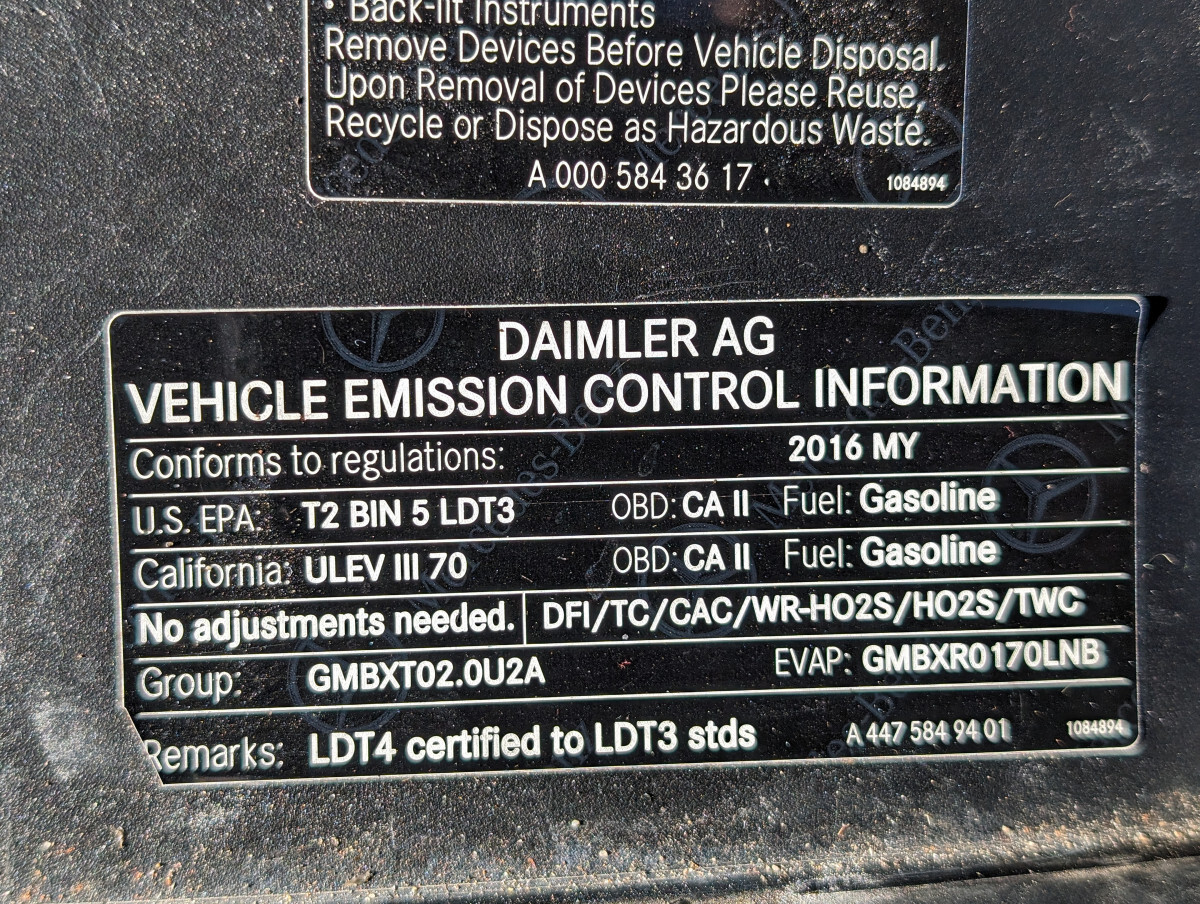 • Back-lit Instruments
Remove Devices Before Vehicle Disposal.
Upon Removal of Devices Please Reuse,
Recycle or Dispose as Hazardous Waste.
A 000 584 36 17
1084894
DAIMLER AG
VEHICLE EMISSION CONTROL INFORMATION
Conforms to regulations: 2016 MY
U.S. EPA: T2 BIN 5 LDT3 OBD: CA II Fuel: Gasoline
California: ULEV III 70 OBD: CA II Fuel: Gasoline
No adjustments needed. DFI/TC/CAC/WR-HO2S/HO2S/TWC
Group: GMBXT02.0U2A EVAP: GMBXR0170LNB
Remarks: LDT4 certified to LDT3 stds A 447 584 94 01 1084894